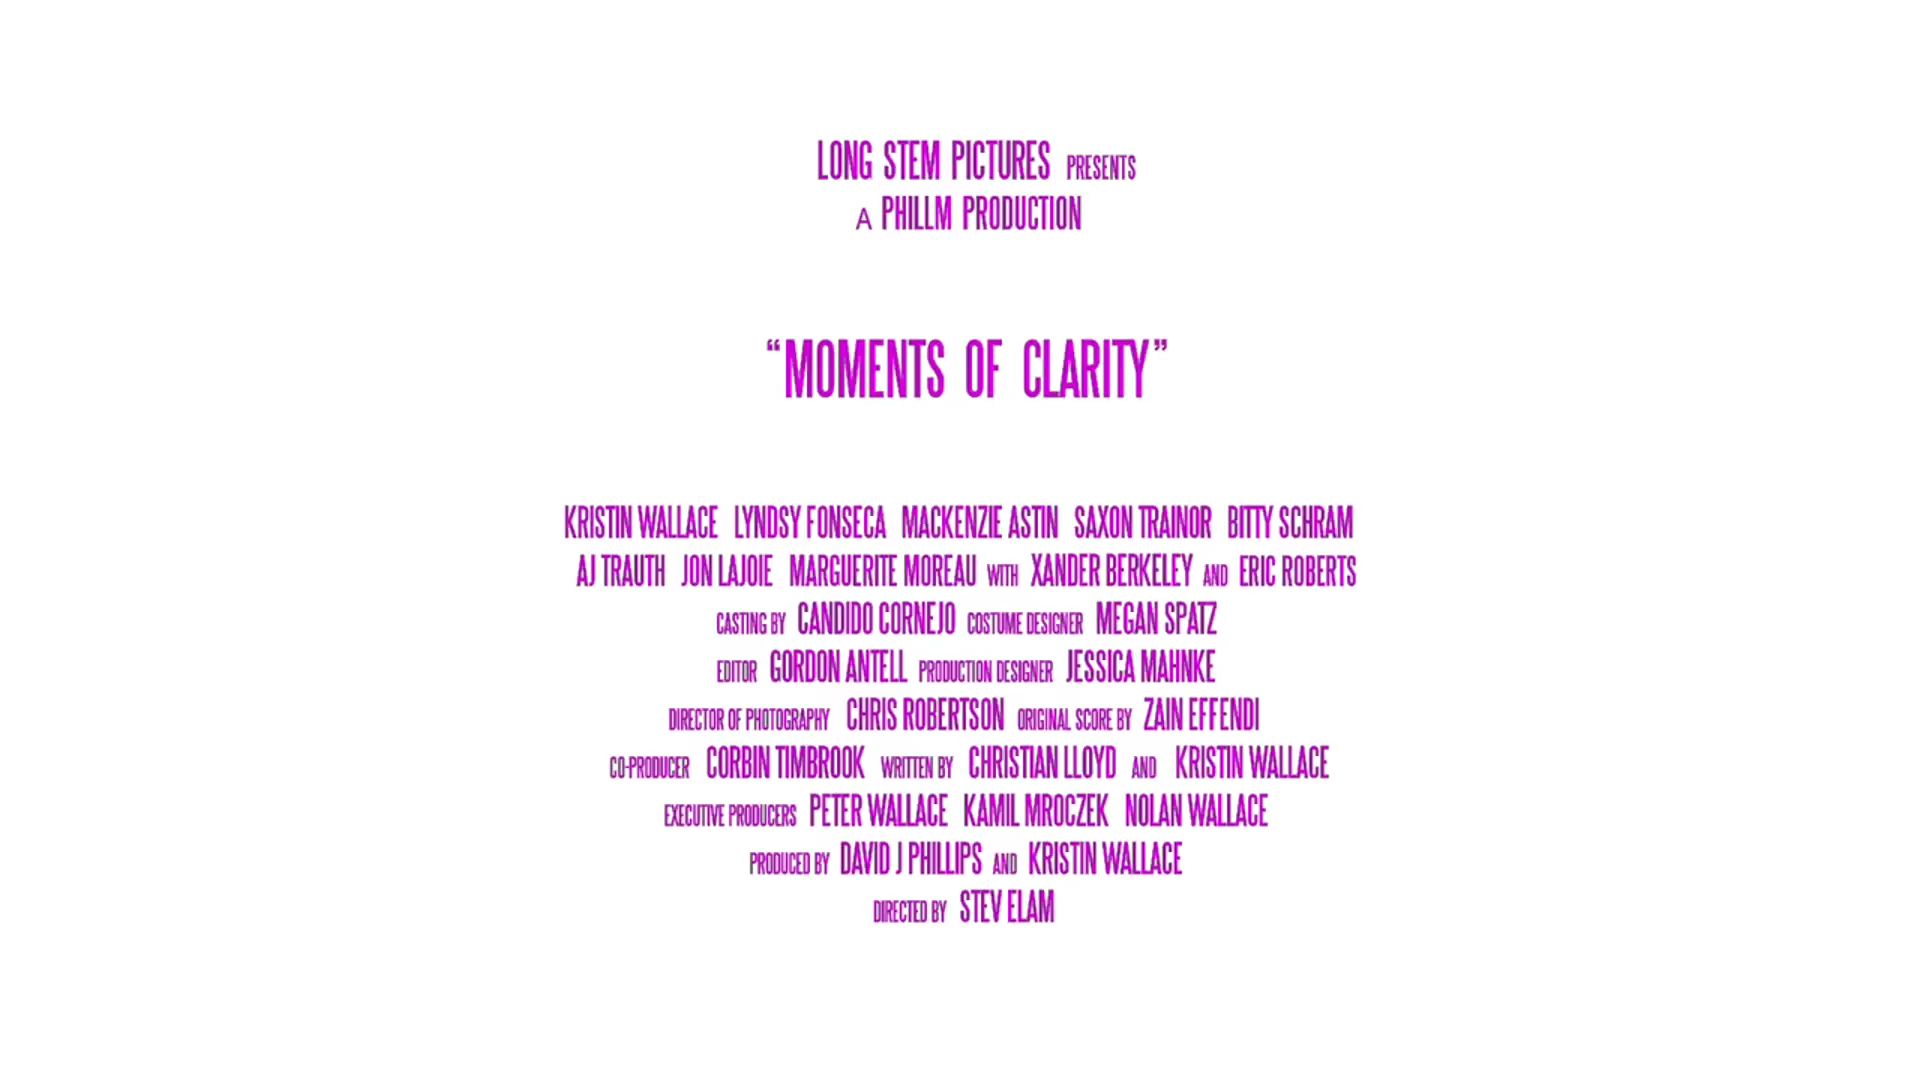 LONG STEM PICTURES PRESENTS
A PHILLM PRODUCTION
“MOMENTS OF CLARITY”
KRISTIN WALLACE LYNDSY FONSECA MACKENZIE ASTIN SAXON TRAINOR BITTY SCHRAM
AJ TRAUTH JON LAJOIE MARGUERITE MOREAU WITH XANDER BERKELEY AND ERIC ROBERTS
CASTING BY CANDIDO CORNEJO COSTUME DESIGNER MEGAN SPATZ
EDITOR GORDON ANTELL PRODUCTION DESIGNER JESSICA MAHNKE
DIRECTOR OF PHOTOGRAPHY CHRIS ROBERTSON ORIGINAL SCORE BY ZAIN EFFENDI
CO-PRODUCER CORBIN TIMBROOK WRITTEN BY CHRISTIAN LLOYD AND KRISTIN WALLACE
EXECUTIVE PRODUCERS PETER WALLACE KAMIL MROCZEK NOLAN WALLACE
PRODUCED BY DAVID J PHILLIPS AND KRISTIN WALLACE
DIRECTED BY STEV ELAM